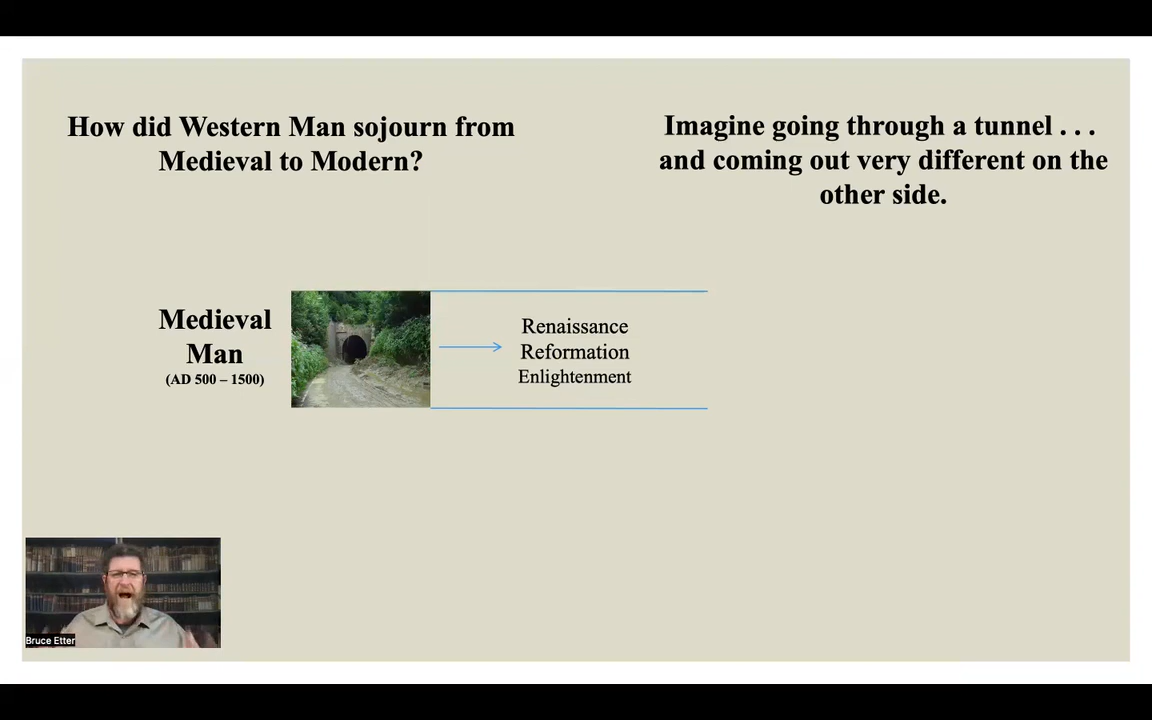 How did Western Man sojourn from
Medieval to Modern?
Imagine going through a tunnel . . .
and coming out very different on the
other side.
Medieval
Man
(AD 500 – 1500)
Renaissance
Reformation
Enlightenment
Bruce Etter